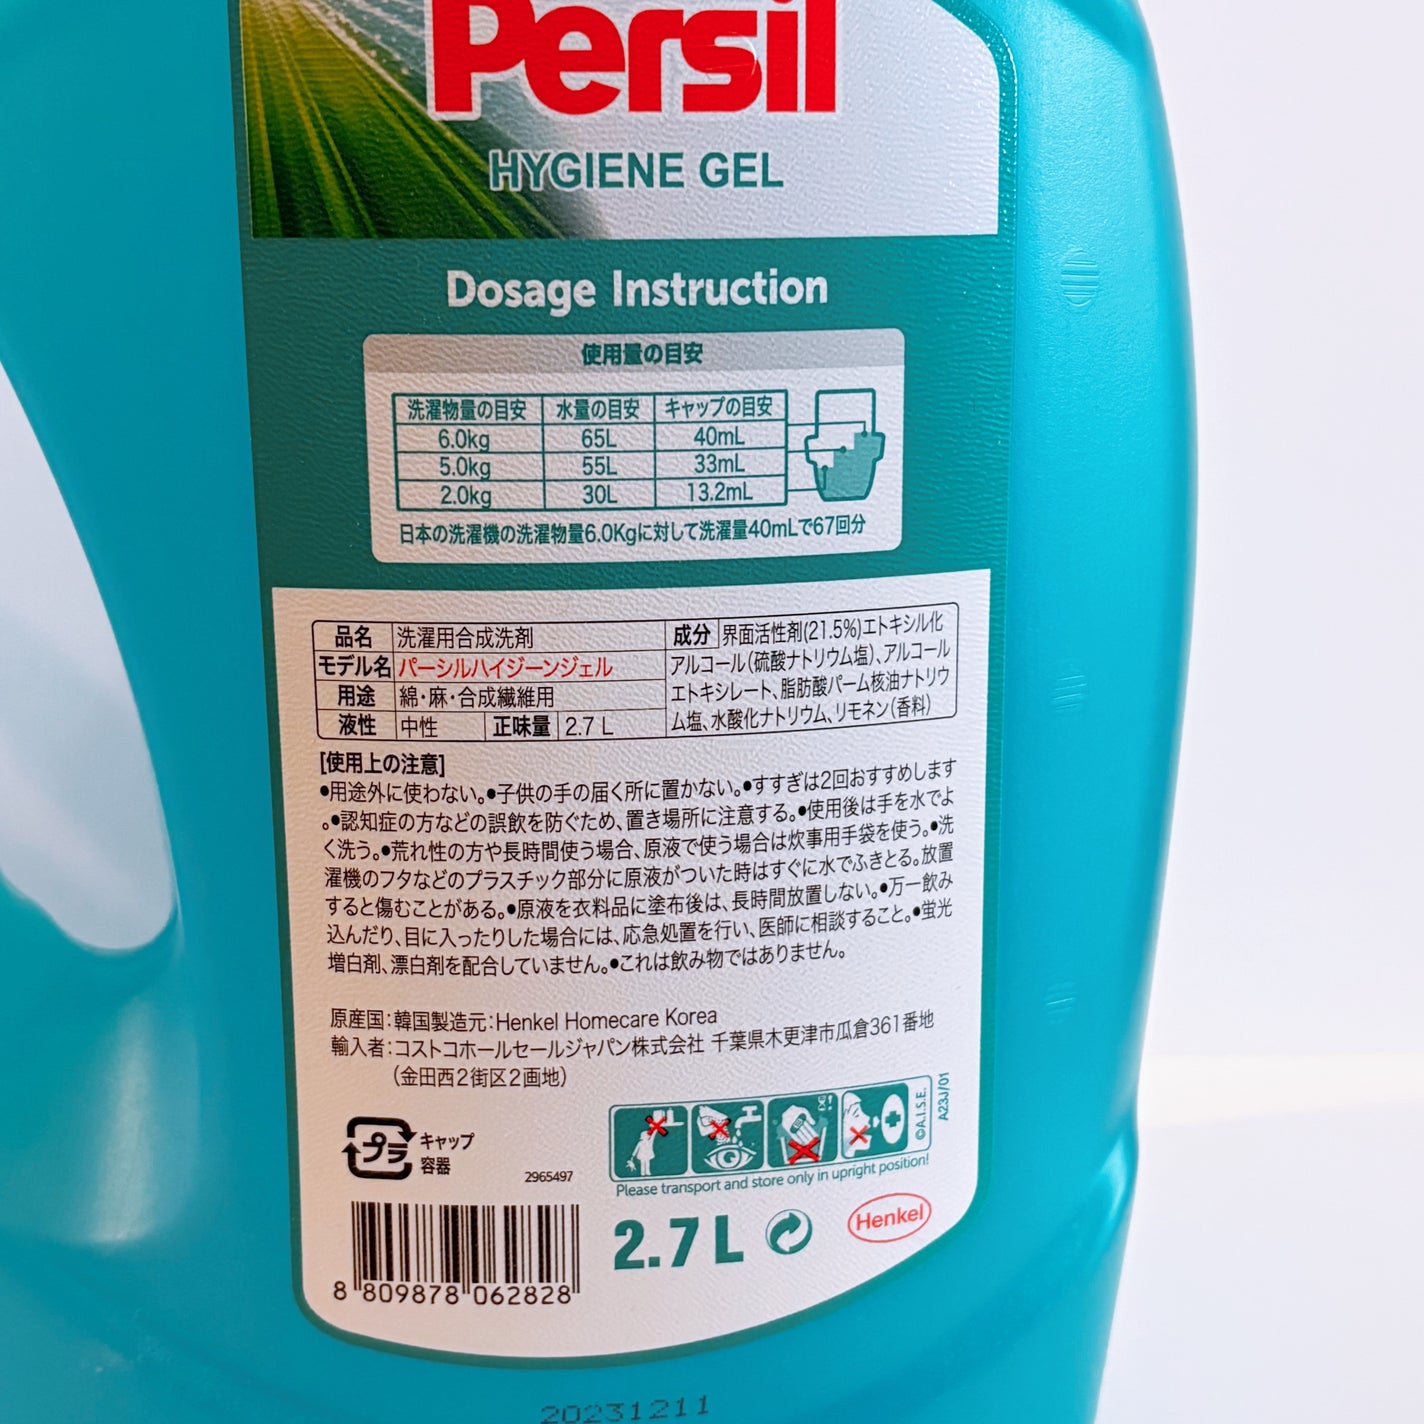 Persil
HYGIENE GEL
Dosage Instruction
使用量の目安
洗濯物量の目安 水量の目安 キャップの目安
6.0kg 65L 40mL
5.0kg 55L 33mL
2.0kg 30L 13.2mL
日本の洗濯機の洗濯物量6.0Kgに対して洗濯量40mLで67回分
品名 洗濯用合成洗剤
モデル名 パーシルハイジーンジェル
用途 綿・麻・合成繊維用
液性 中性 正味量 2.7 L
成分 界面活性剤(21.5%)エトキシル化
アルコール(硫酸ナトリウム塩)、アルコール
エトキシレート、脂肪酸パーム核油ナトリウ
ム塩、水酸化ナトリウム、リモネン(香料)
[使用上の注意]
●用途外に使わない。●子供の手の届く所に置かない。●すすぎは2回おすすめします
。●認知症の方などの誤飲を防ぐため、置き場所に注意する。●使用後は手を水でよ
く洗う。●荒れ性の方や長時間使う場合、原液で使う場合は炊事用手袋を使う。●洗
濯機のフタなどのプラスチック部分に原液がついた時はすぐに水でふきとる。放置
すると傷むことがある。●原液を衣料品に塗布後は、長時間放置しない。●万一飲み
込んだり、目に入ったりした場合には、応急処置を行い、医師に相談すること。●蛍光
増白剤、漂白剤を配合していません。●これは飲み物ではありません。
原産国:韓国製造元:Henkel Homecare Korea
輸入者:コストコホールセールジャパン株式会社 千葉県木更津市瓜倉361番地
(金田西2街区2画地)
プラ
キャップ
容器
2965497
©A.I.S.E.
A23J/01
Please transport and store only in upright position!
2.7 L
Henkel
8 809878 062828
20231211